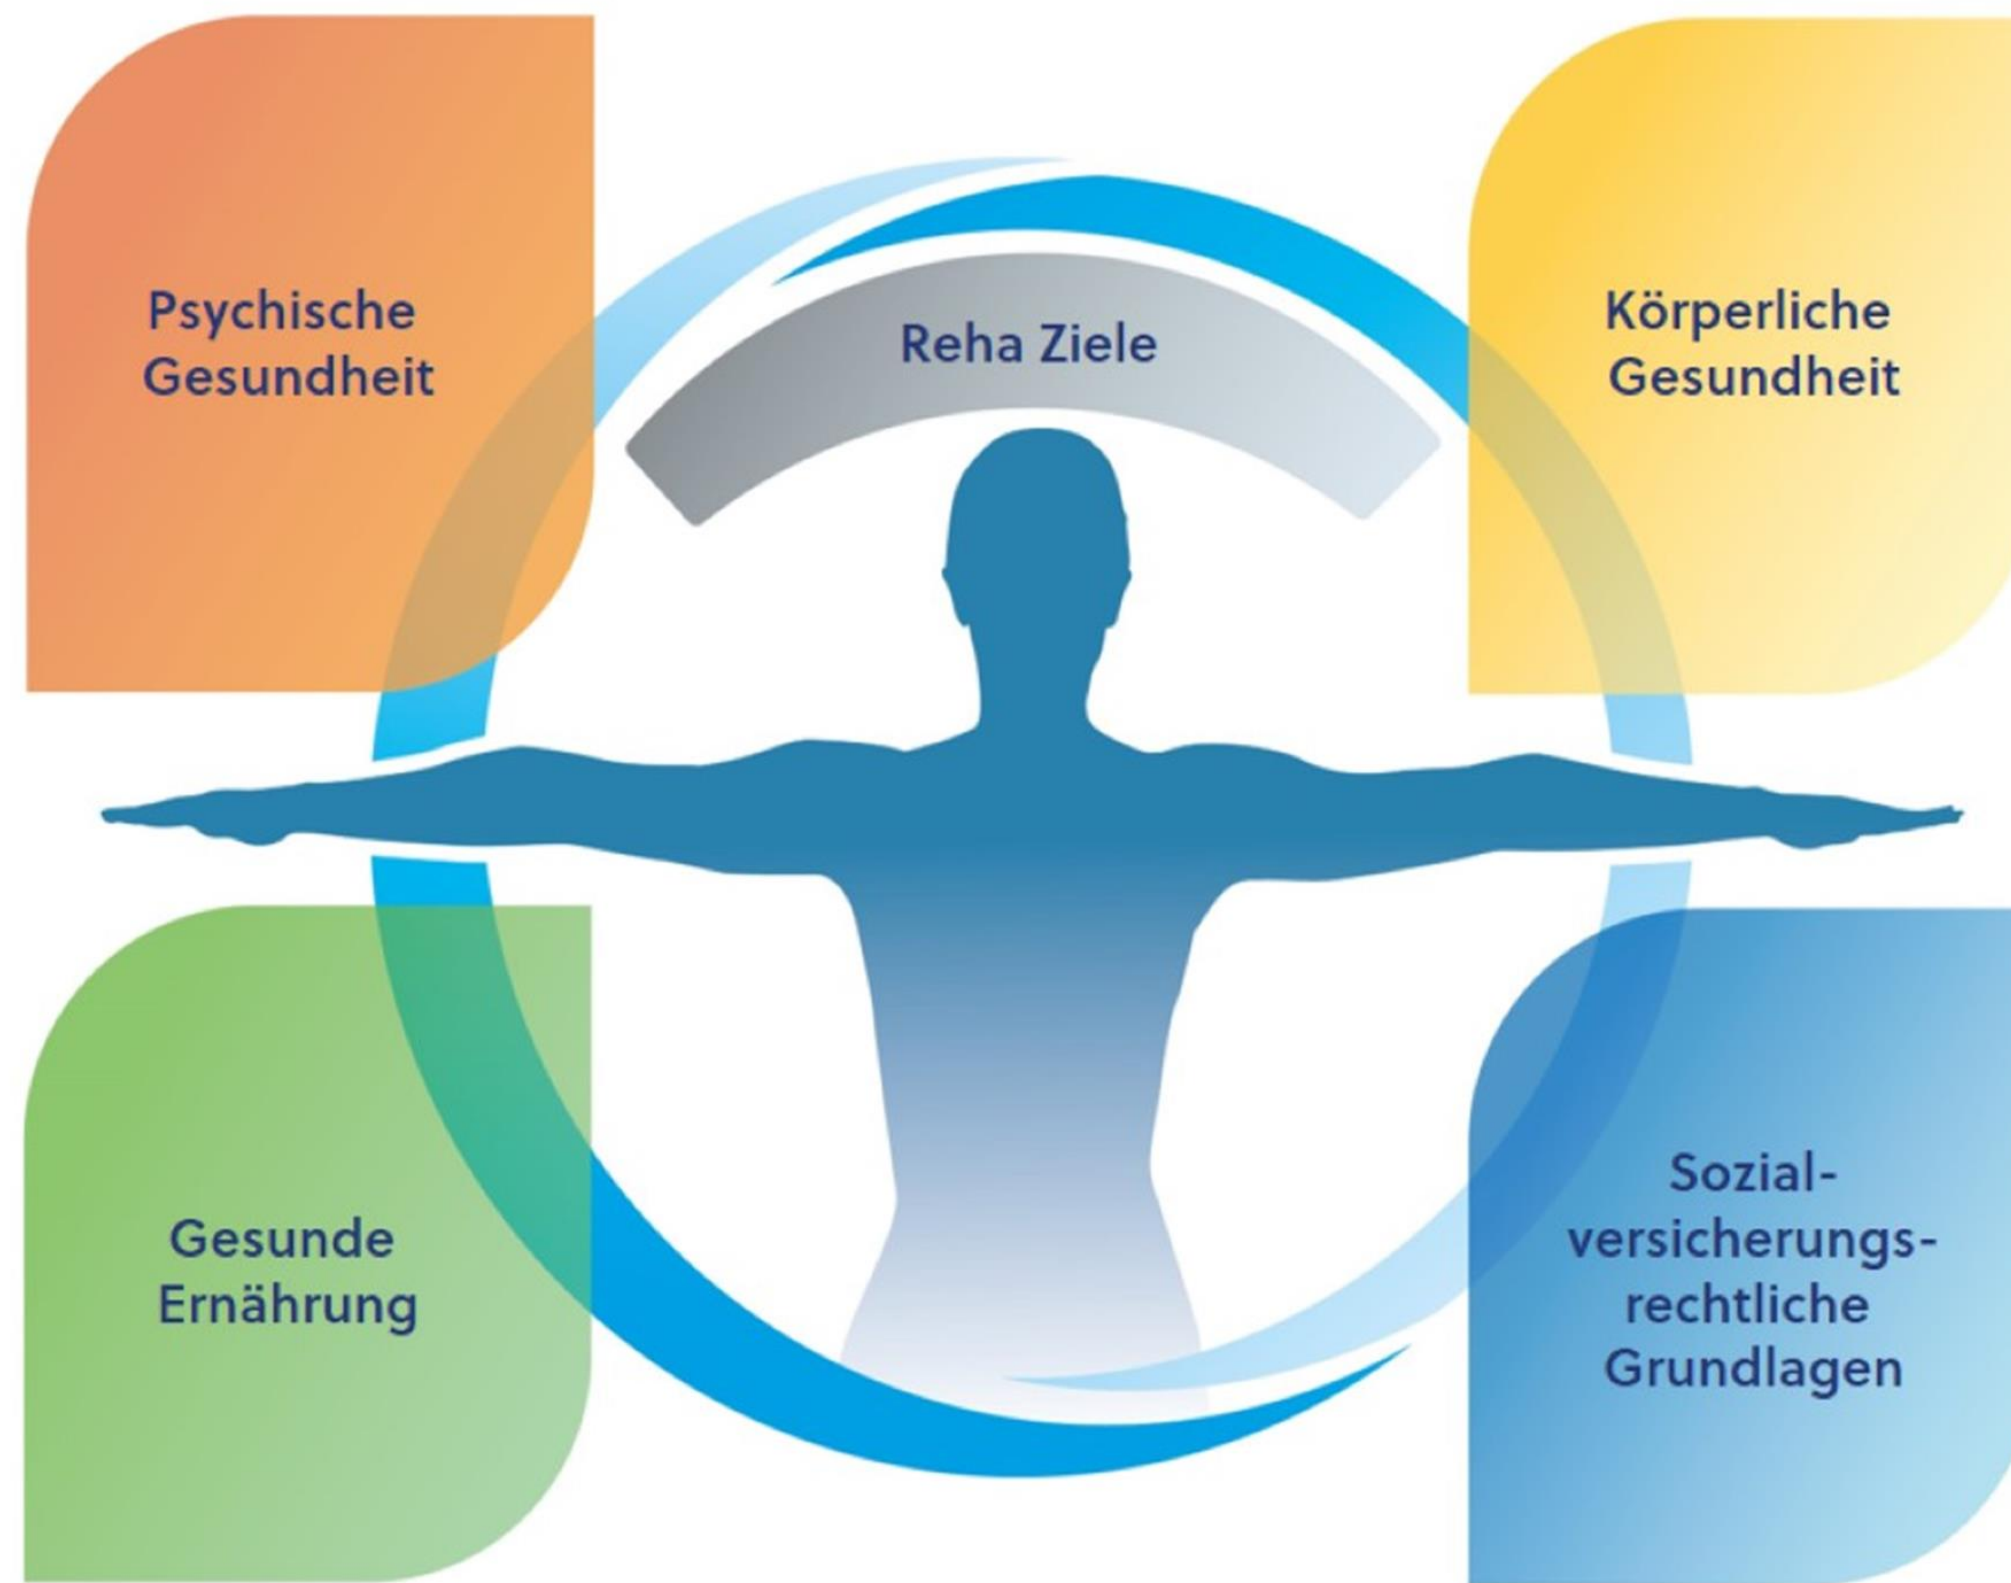 Psychische
Gesundheit
Reha Ziele
Körperliche
Gesundheit
Gesunde
Ernährung
Sozial-
versicherungs-
rechtliche
Grundlagen